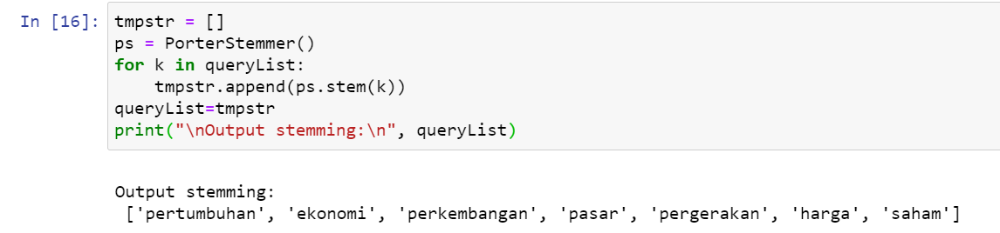 In [16]: tmpstr = []
ps = PorterStemmer()
for k in queryList:
    tmpstr.append(ps.stem(k))
queryList=tmpstr
print("\nOutput stemming:\n", queryList)
Output stemming:
 ['pertumbuhan', 'ekonomi', 'perkembangan', 'pasar', 'pergerakan', 'harga', 'saham']